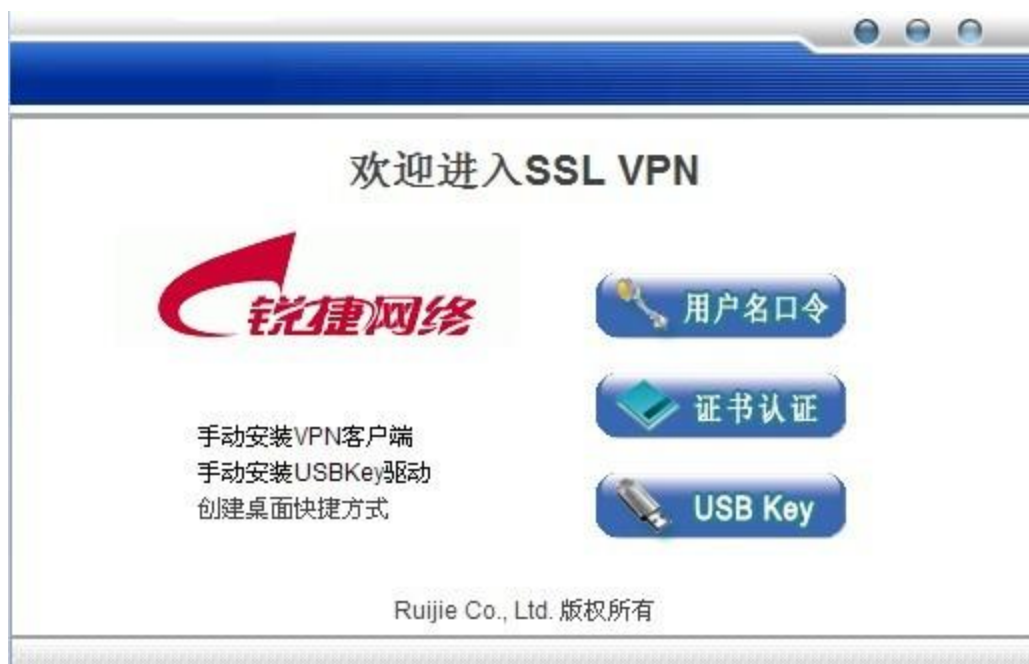 欢迎进入SSL VPN
锐捷网络
用户名口令
证书认证
USB Key
手动安装VPN客户端
手动安装USBKey驱动
创建桌面快捷方式
Ruijie Co., Ltd. 版权所有